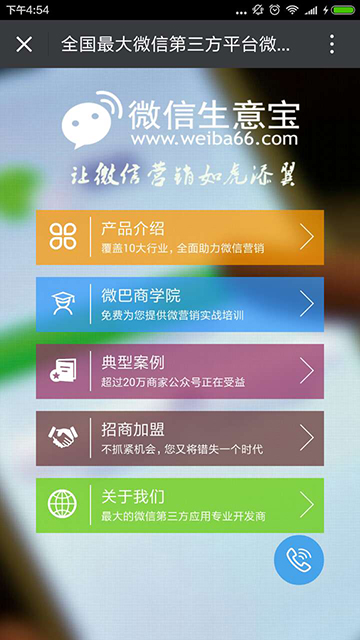 下午4:54
全国最大微信第三方平台微...
微信生意宝
www.weiba66.com
让微信营销如虎添翼
产品介绍
覆盖10大行业，全面助力微信营销
微巴商学院
免费为您提供微营销实战培训
典型案例
超过20万商家公众号正在受益
招商加盟
不抓紧机会，您又将错失一个时代
关于我们
最大的微信第三方应用专业开发商